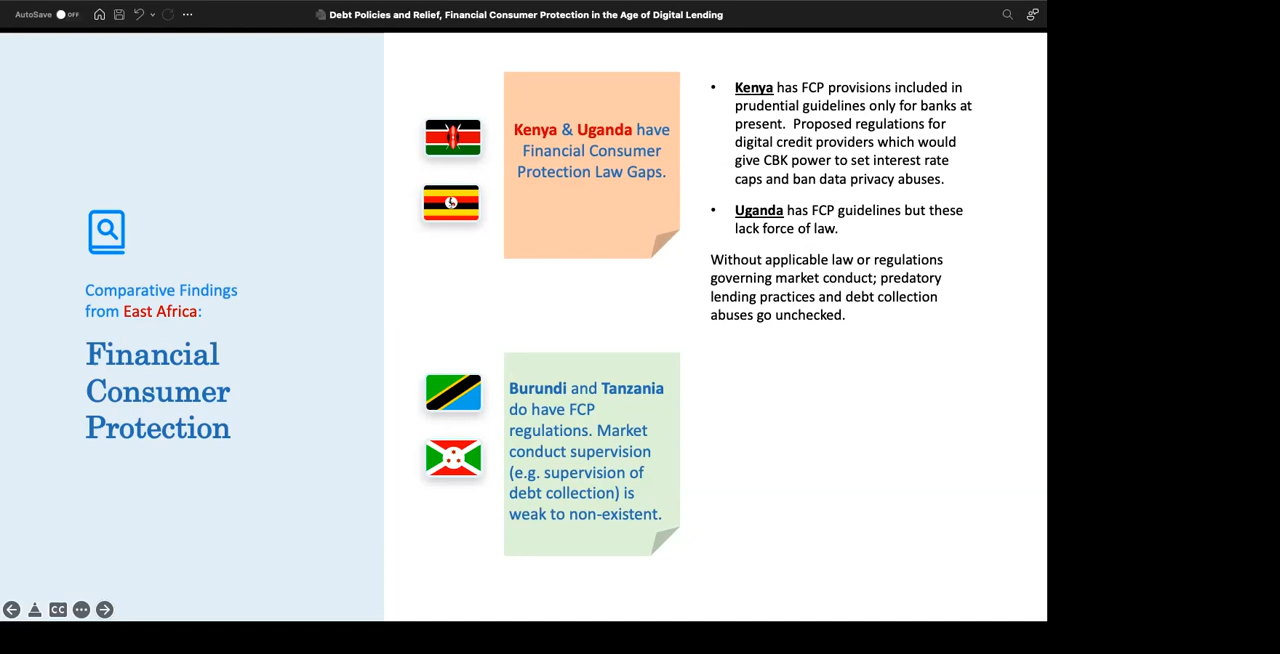 AutoSave OFF
Debt Policies and Relief, Financial Consumer Protection in the Age of Digital Lending
Comparative Findings
from East Africa:
Financial
Consumer
Protection
Kenya & Uganda have
Financial Consumer
Protection Law Gaps.
• Kenya has FCP provisions included in
prudential guidelines only for banks at
present. Proposed regulations for
digital credit providers which would
give CBK power to set interest rate
caps and ban data privacy abuses.
• Uganda has FCP guidelines but these
lack force of law.
Without applicable law or regulations
governing market conduct; predatory
lending practices and debt collection
abuses go unchecked.
Burundi and Tanzania
do have FCP
regulations. Market
conduct supervision
(e.g. supervision of
debt collection) is
weak to non-existent.
CC